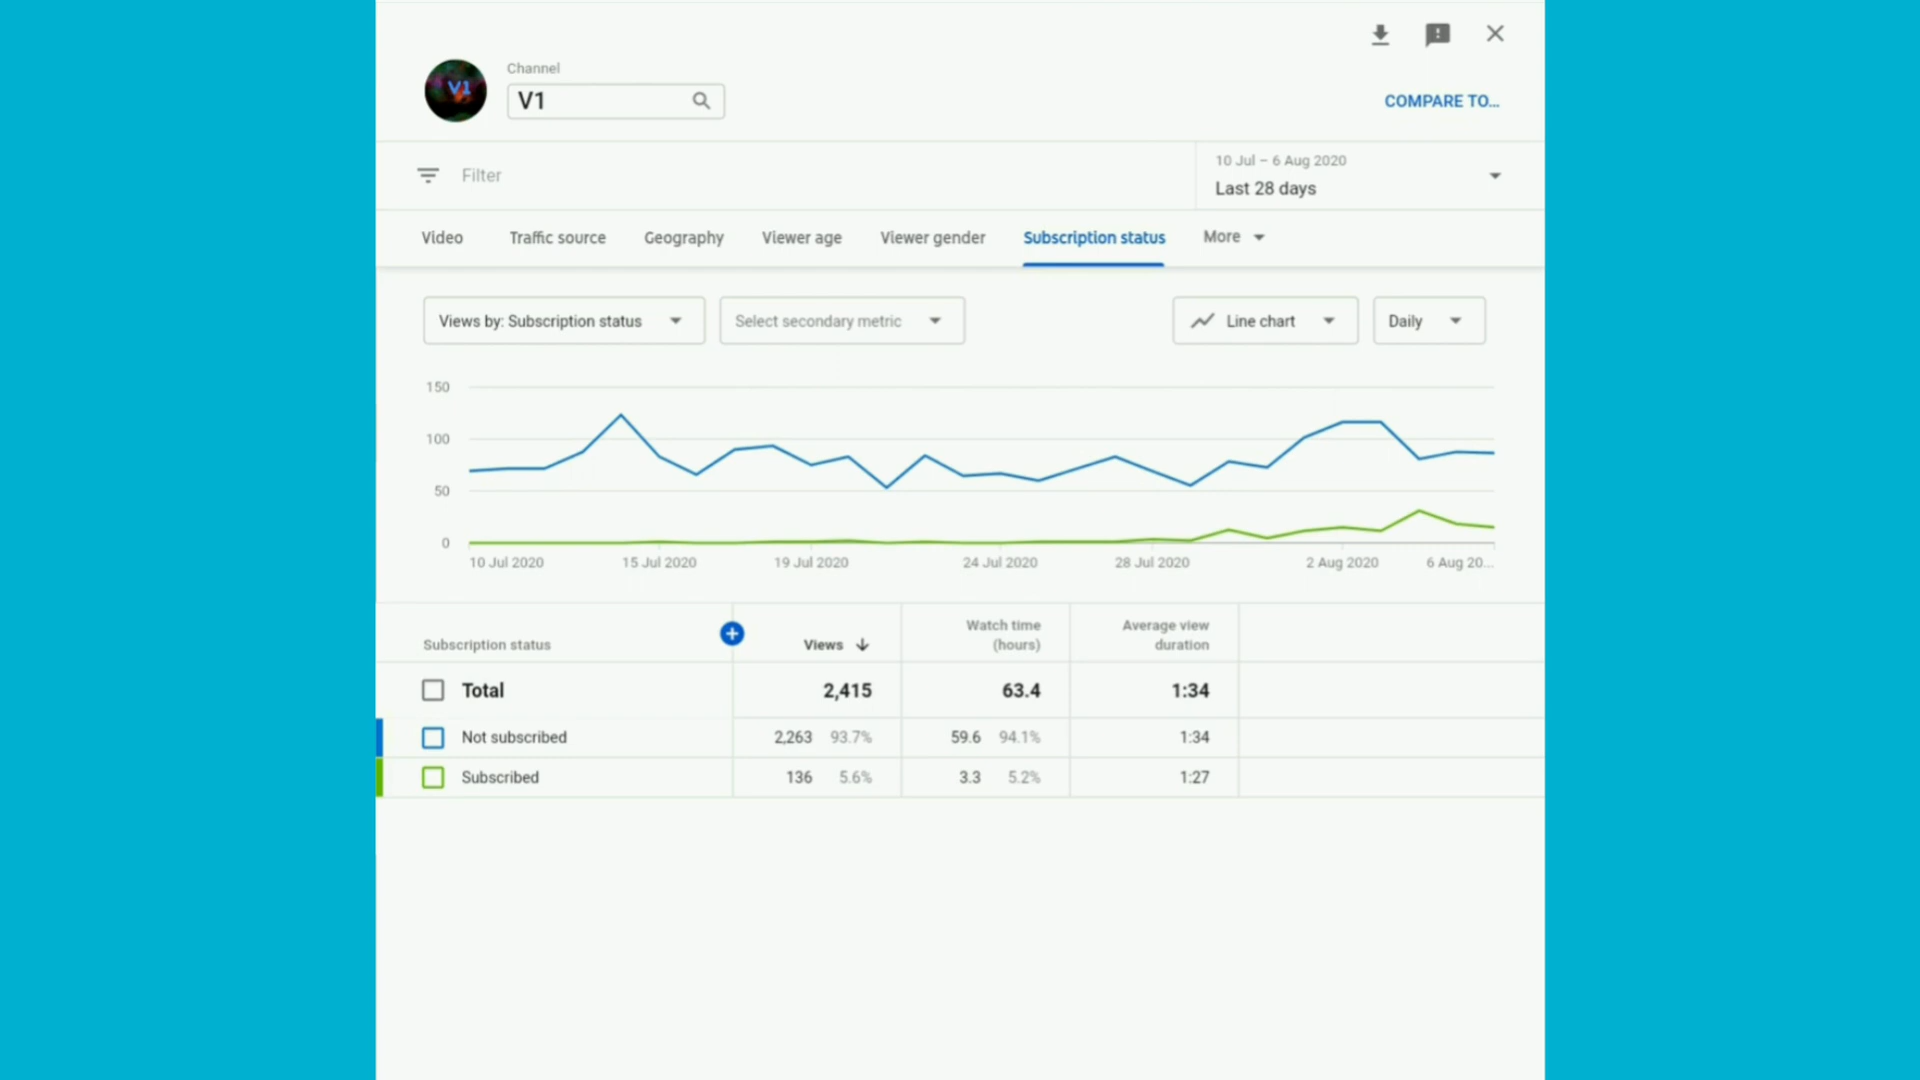 Channel
V1
V1
COMPARE TO...
Filter
10 Jul – 6 Aug 2020
Last 28 days
Video Traffic source Geography Viewer age Viewer gender Subscription status More
Views by: Subscription status Select secondary metric Line chart Daily
150
100
50
0
10 Jul 2020 15 Jul 2020 19 Jul 2020 24 Jul 2020 28 Jul 2020 2 Aug 2020 6 Aug 20...
Subscription status Views Watch time (hours) Average view duration
Total 2,415 63.4 1:34
Not subscribed 2,263 93.7% 59.6 94.1% 1:34
Subscribed 136 5.6% 3.3 5.2% 1:27